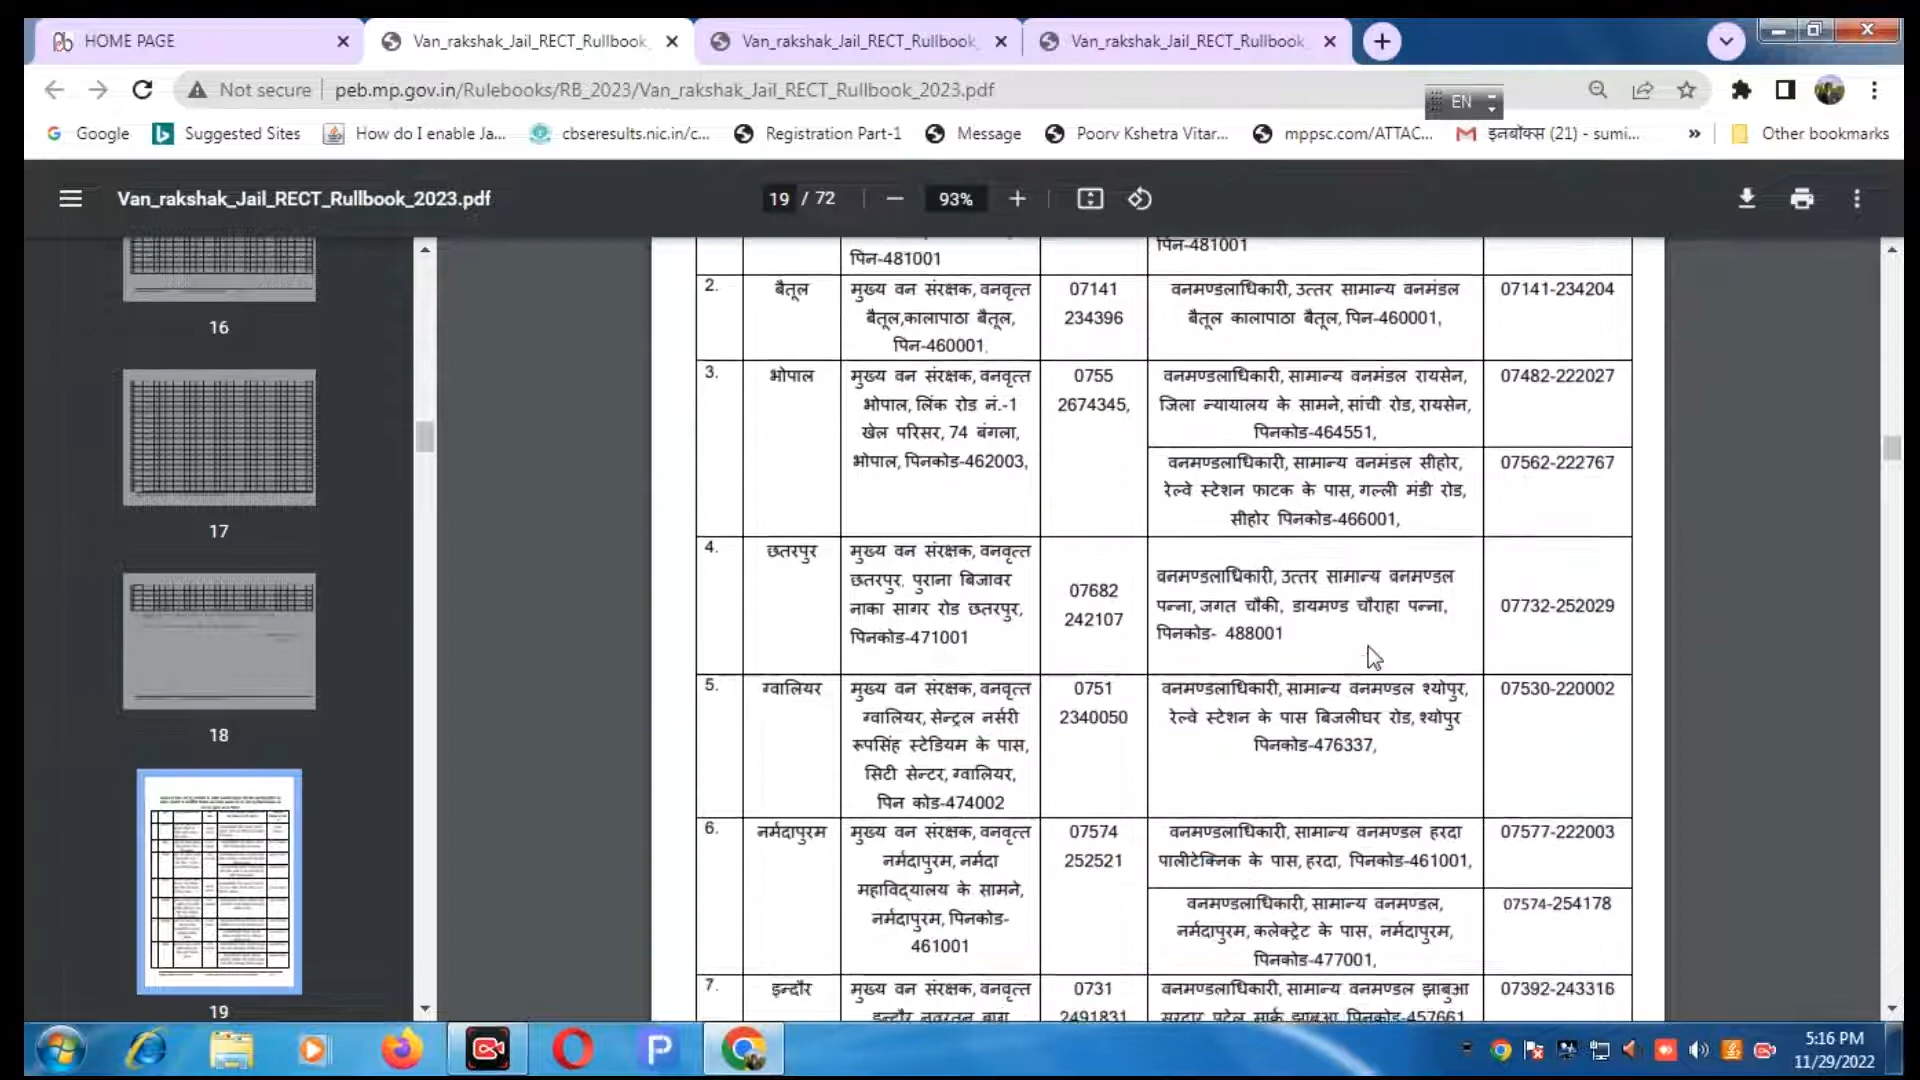 HOME PAGE
Van_rakshak_Jail_RECT_Rullbook
Van_rakshak_Jail_RECT_Rullbook
Van_rakshak_Jail_RECT_Rullbook
Not secure
peb.mp.gov.in/Rulebooks/RB_2023/Van_rakshak_Jail_RECT_Rullbook_2023.pdf
EN
Google
Suggested Sites
How do I enable Ja...
cbseresults.nic.in/c...
Registration Part-1
Message
Poorv Kshetra Vitar...
mppsc.com/ATTAC...
इनबॉक्स (21) - sumi...
»
Other bookmarks
Van_rakshak_Jail_RECT_Rullbook_2023.pdf
19 / 72
93%
16
17
18
19
पिन-481001
पिन-481001
2.
बैतूल
मुख्य वन संरक्षक, वनवृत्त
बैतूल,कालापाठा बैतूल,
पिन-460001.
07141
234396
वनमण्डलाधिकारी, उत्तर सामान्य वनमंडल
बैतूल कालापाठा बैतूल, पिन-460001,
07141-234204
3.
भोपाल
मुख्य वन संरक्षक, वनवृत्त
भोपाल, लिंक रोड नं.-1
खेल परिसर, 74 बंगला,
भोपाल, पिनकोड-462003,
0755
2674345,
वनमण्डलाधिकारी, सामान्य वनमंडल रायसेन,
जिला न्यायालय के सामने, सांची रोड, रायसेन,
पिनकोड-464551,
07482-222027
वनमण्डलाधिकारी, सामान्य वनमंडल सीहोर,
रेल्वे स्टेशन फाटक के पास, गल्ली मंडी रोड,
सीहोर पिनकोड-466001,
07562-222767
4.
छतरपुर
मुख्य वन संरक्षक, वनवृत्त
छतरपुर, पुराना बिजावर
नाका सागर रोड छतरपुर,
पिनकोड-471001
07682
242107
वनमण्डलाधिकारी, उत्तर सामान्य वनमण्डल
पन्ना, जगत चौकी, डायमण्ड चौराहा पन्ना,
पिनकोड- 488001
07732-252029
5.
ग्वालियर
मुख्य वन संरक्षक, वनवृत्त
ग्वालियर, सेन्ट्रल नर्सरी
रूपसिंह स्टेडियम के पास,
सिटी सेन्टर, ग्वालियर,
पिन कोड-474002
0751
2340050
वनमण्डलाधिकारी, सामान्य वनमण्डल श्योपुर,
रेल्वे स्टेशन के पास बिजलीघर रोड, श्योपुर
पिनकोड-476337,
07530-220002
6.
नर्मदापुरम
मुख्य वन संरक्षक, वनवृत्त
नर्मदापुरम, नर्मदा
महाविद्यालय के सामने,
नर्मदापुरम, पिनकोड-
461001
07574
252521
वनमण्डलाधिकारी, सामान्य वनमण्डल हरदा
पालीटेक्निक के पास, हरदा, पिनकोड-461001,
07577-222003
वनमण्डलाधिकारी, सामान्य वनमण्डल,
नर्मदापुरम, कलेक्ट्रेट के पास, नर्मदापुरम,
पिनकोड-477001,
07574-254178
7.
इन्दौर
मुख्य वन संरक्षक, वनवृत्त
इन्दौर नवरतन बाग
0731
2491831
वनमण्डलाधिकारी, सामान्य वनमण्डल झाबुआ
सरदार पटेल मार्क झाबुआ पिनकोड-457661
07392-243316
5:16 PM
11/29/2022